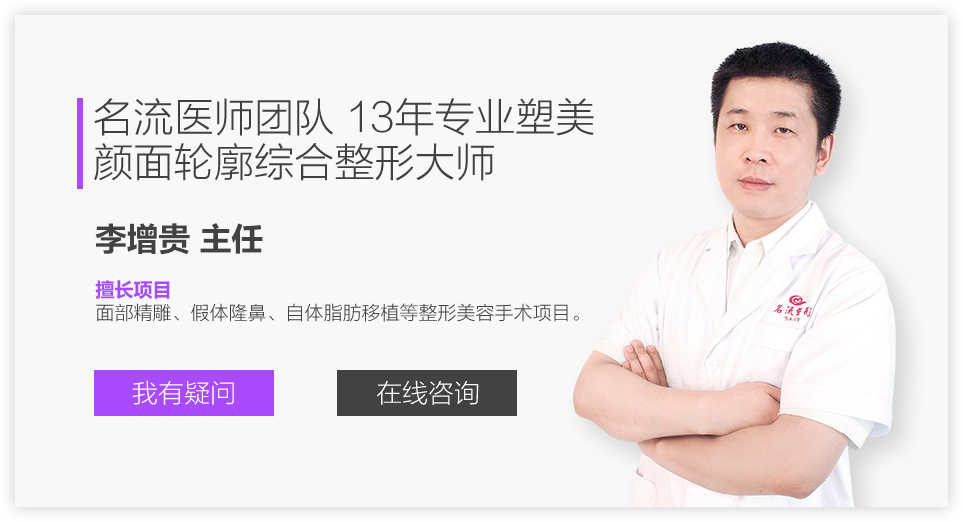 名流医师团队 13年专业塑美
颜面轮廓综合整形大师
李增贵 主任
擅长项目
面部精雕、假体隆鼻、自体脂肪移植等整形美容手术项目。
我有疑问
在线咨询
名流整形